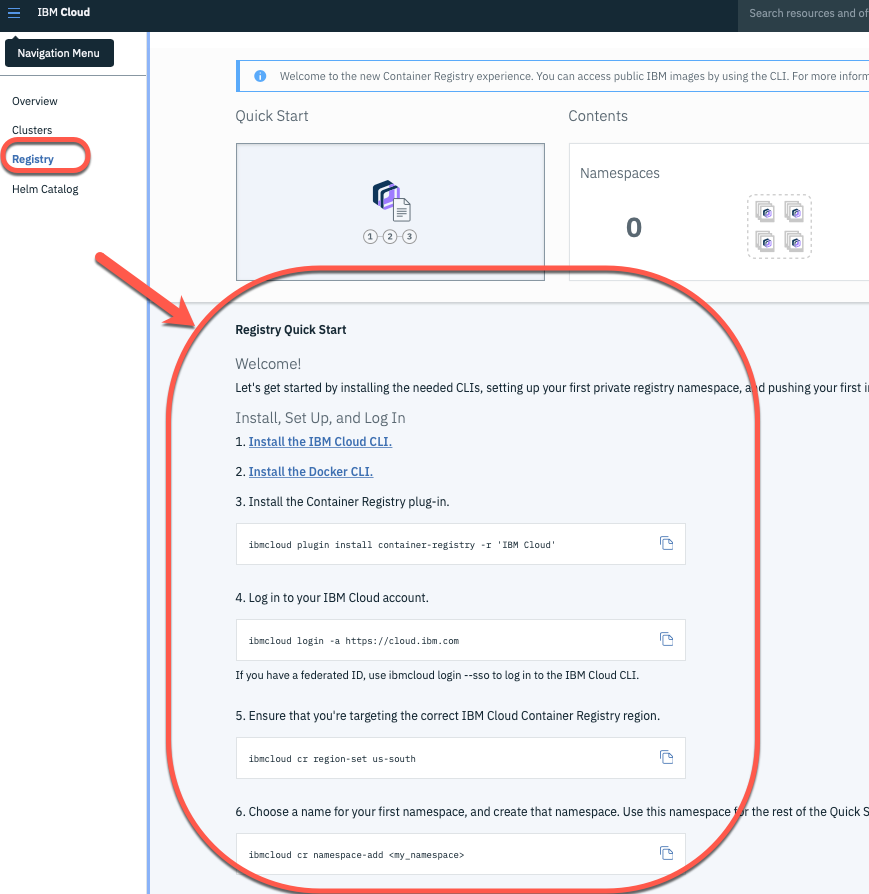 IBM Cloud
Search resources and of
Navigation Menu
Overview
Clusters
Registry
Helm Catalog
Welcome to the new Container Registry experience. You can access public IBM images by using the CLI. For more inform
Quick Start
Contents
1 2 3
Namespaces
0
Registry Quick Start
Welcome!
Let's get started by installing the needed CLIs, setting up your first private registry namespace, and pushing your first i
Install, Set Up, and Log In
1. Install the IBM Cloud CLI.
2. Install the Docker CLI.
3. Install the Container Registry plug-in.
ibmcloud plugin install container-registry -r 'IBM Cloud'
4. Log in to your IBM Cloud account.
ibmcloud login -a https://cloud.ibm.com
If you have a federated ID, use ibmcloud login --sso to log in to the IBM Cloud CLI.
5. Ensure that you're targeting the correct IBM Cloud Container Registry region.
ibmcloud cr region-set us-south
6. Choose a name for your first namespace, and create that namespace. Use this namespace for the rest of the Quick S
ibmcloud cr namespace-add <my_namespace>